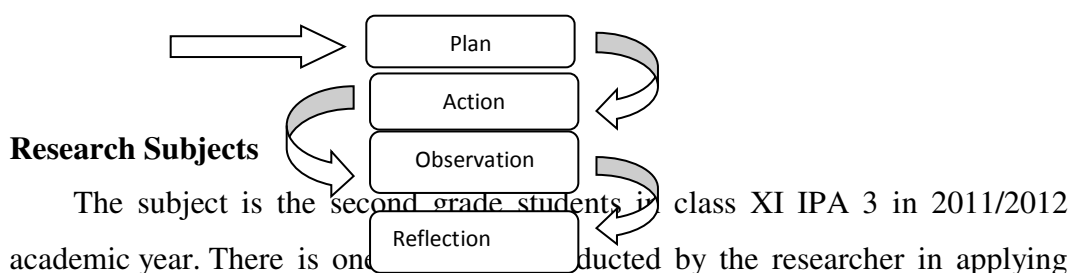 Plan
Action
Research Subjects
Observation
The subject is the second grade students in class XI IPA 3 in 2011/2012
Reflection
academic year. There is one ducted by the researcher in applying